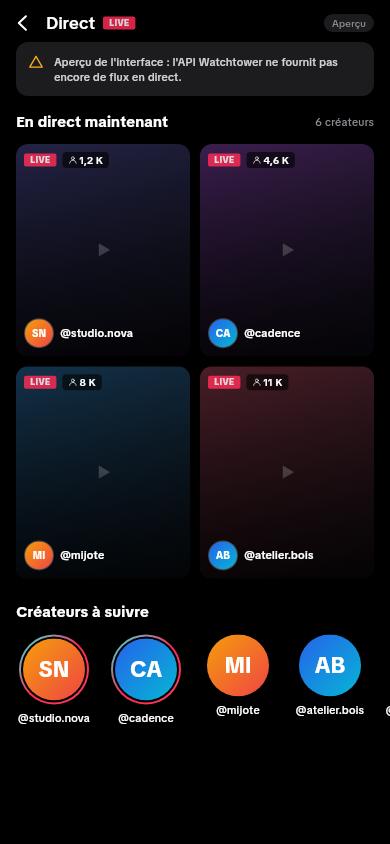 Direct LIVE Aperçu
Aperçu de l'interface : l'API Watchtower ne fournit pas
encore de flux en direct.
En direct maintenant 6 créateurs
LIVE 1,2 K
LIVE 4,6 K
SN @studio.nova
CA @cadence
LIVE 8 K
LIVE 11 K
MI @mijote
AB @atelier.bois
Créateurs à suivre
SN CA MI AB
@studio.nova @cadence @mijote @atelier.bois